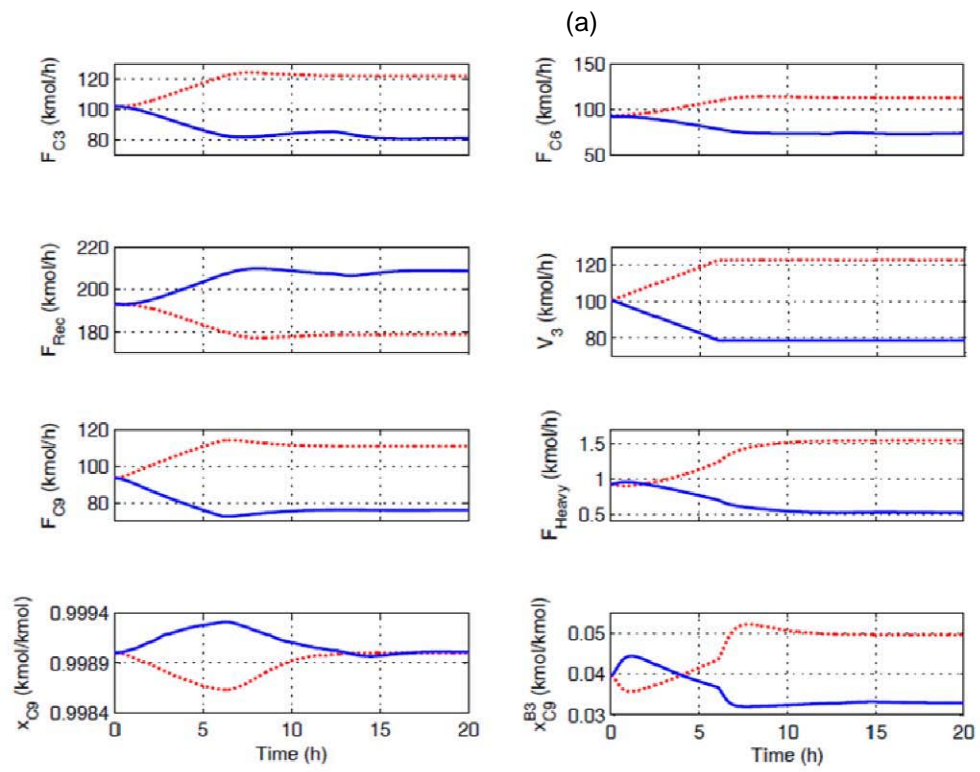 (a)
F_C3 (kmol/h)
120
100
80
F_C6 (kmol/h)
150
100
50
F_Rec (kmol/h)
220
200
180
V_3 (kmol/h)
120
100
80
F_C9 (kmol/h)
120
100
80
F_Heavy (kmol/h)
1.5
1
0.5
x_C9 (kmol/kmol)
0.9994
0.9989
0.9984
0 5 10 15 20
Time (h)
x_C9^B3 (kmol/kmol)
0.05
0.04
0.03
0 5 10 15 20
Time (h)